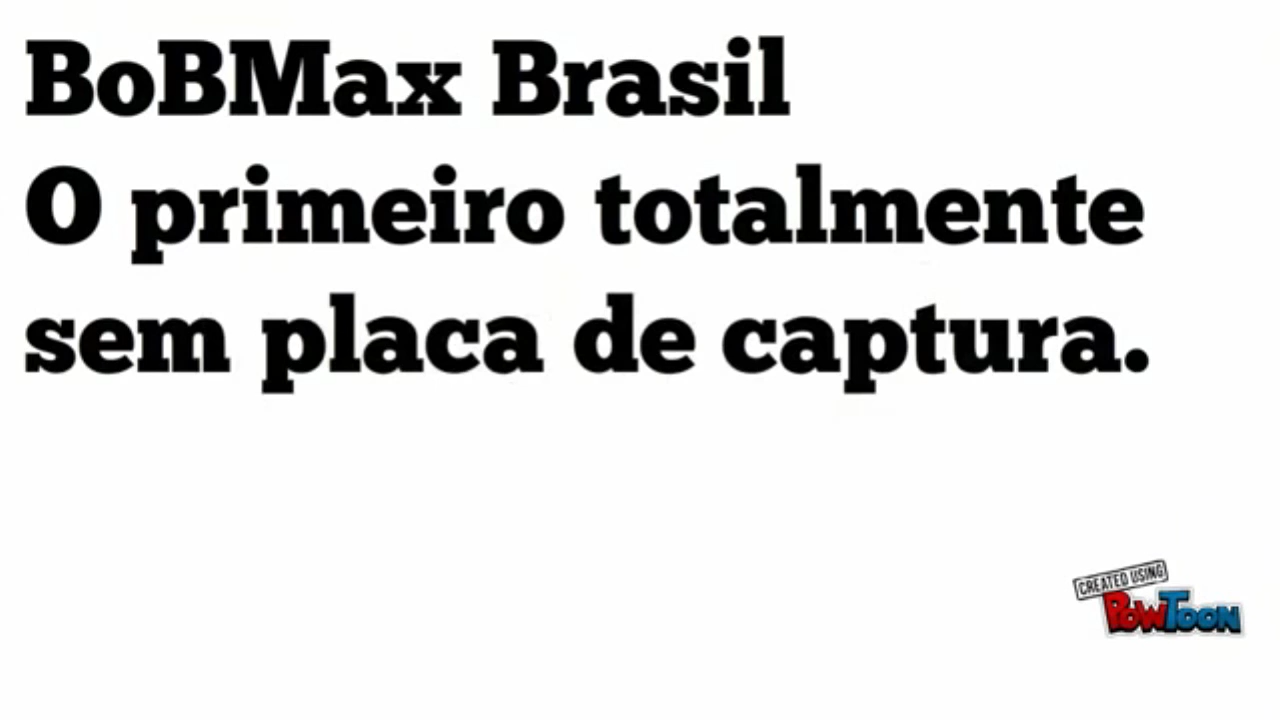 BoBMax Brasil
O primeiro totalmente
sem placa de captura.
CREATED USING
PowToon